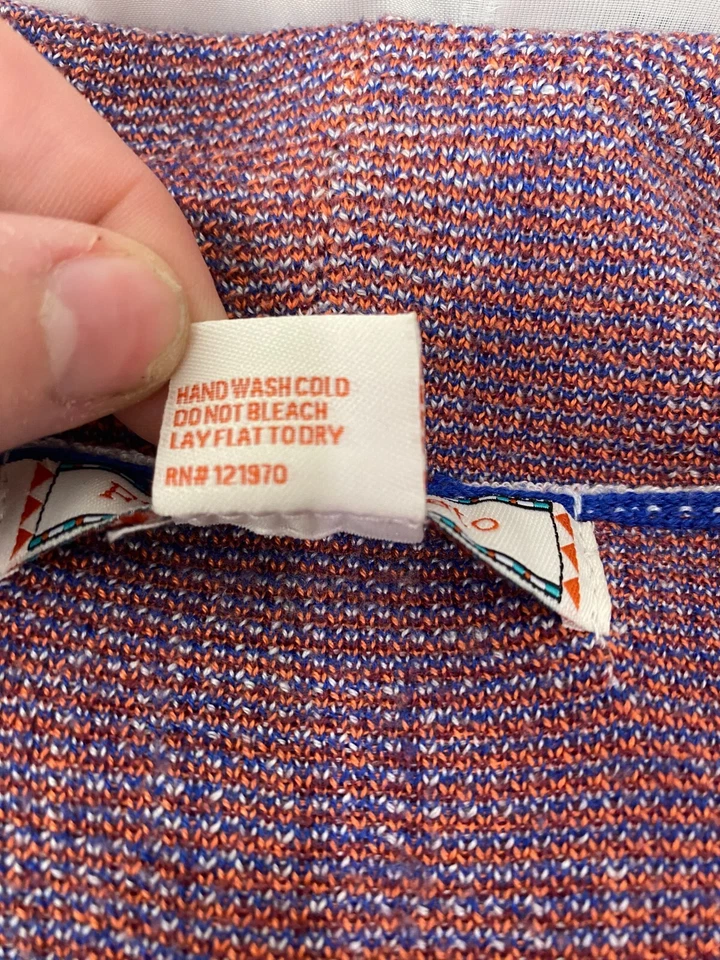 HAND WASH COLD
DO NOT BLEACH
LAY FLAT TO DRY
RN# 121970